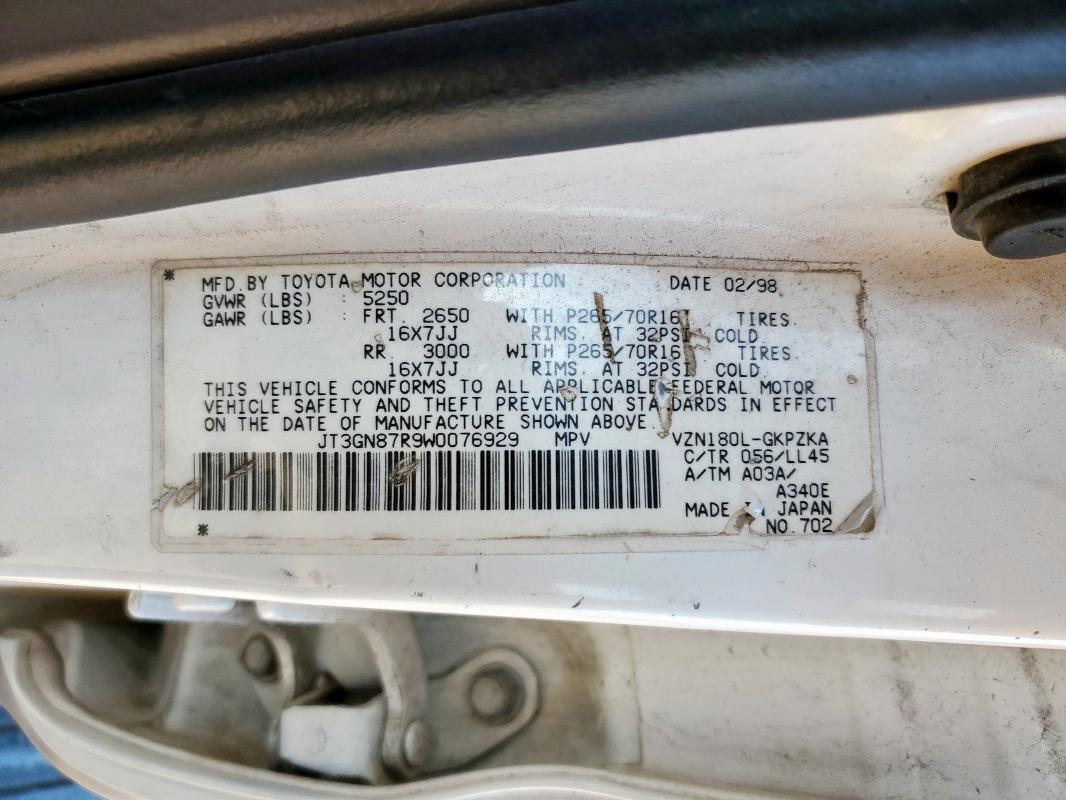 * MFD. BY TOYOTA MOTOR CORPORATION DATE 02/98
GVWR (LBS) : 5250
GAWR (LBS) : FRT. 2650 WITH P265/70R16 TIRES.
16X7JJ RIMS. AT 32PSI COLD
RR. 3000 WITH P265/70R16 TIRES.
16X7JJ RIMS. AT 32PSI COLD.
THIS VEHICLE CONFORMS TO ALL APPLICABLE FEDERAL MOTOR
VEHICLE SAFETY AND THEFT PREVENTION STANDARDS IN EFFECT
ON THE DATE OF MANUFACTURE SHOWN ABOVE.
JT3GN87R9W0076929 MPV VZN180L-GKPZKA
C/TR 056/LL45
A/TM A03A/
A340E
MADE IN JAPAN
* NO.702